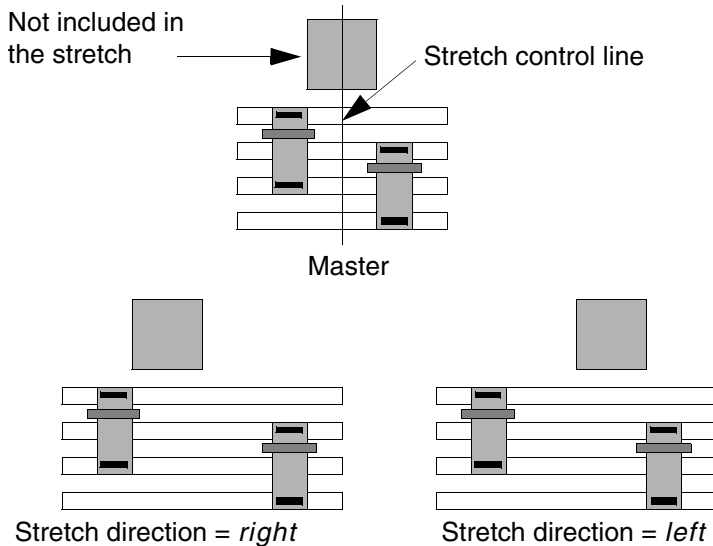 Not included in
the stretch
Stretch control line
Master
Stretch direction = right
Stretch direction = left